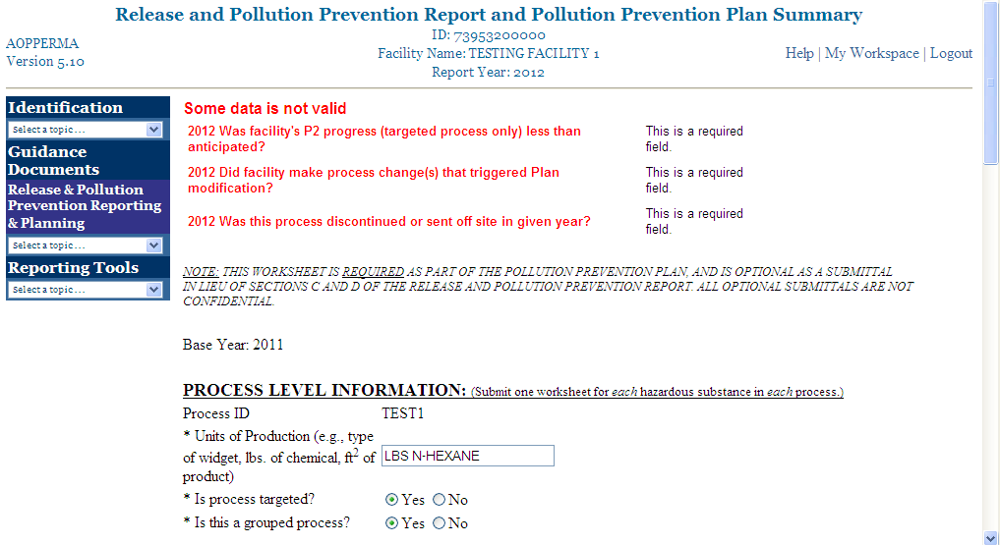 Release and Pollution Prevention Report and Pollution Prevention Plan Summary
ID: 73953200000
AOPPERMA
Facility Name: TESTING FACILITY 1
Help | My Workspace | Logout
Version 5.10
Report Year: 2012
Identification
Select a topic...
Guidance
Documents
Release & Pollution
Prevention Reporting
& Planning
Select a topic...
Reporting Tools
Select a topic...
Some data is not valid
2012 Was facility's P2 progress (targeted process only) less than
anticipated?
This is a required
field.
2012 Did facility make process change(s) that triggered Plan
modification?
This is a required
field.
2012 Was this process discontinued or sent off site in given year?
This is a required
field.
NOTE: THIS WORKSHEET IS REQUIRED AS PART OF THE POLLUTION PREVENTION PLAN, AND IS OPTIONAL AS A SUBMITTAL
IN LIEU OF SECTIONS C AND D OF THE RELEASE AND POLLUTION PREVENTION REPORT. ALL OPTIONAL SUBMITTALS ARE NOT
CONFIDENTIAL.
Base Year: 2011
PROCESS LEVEL INFORMATION: (Submit one worksheet for each hazardous substance in each process.)
Process ID TEST1
* Units of Production (e.g., type
of widget, lbs. of chemical, ft2 of
product)
LBS N-HEXANE
* Is process targeted? Yes No
* Is this a grouped process? Yes No